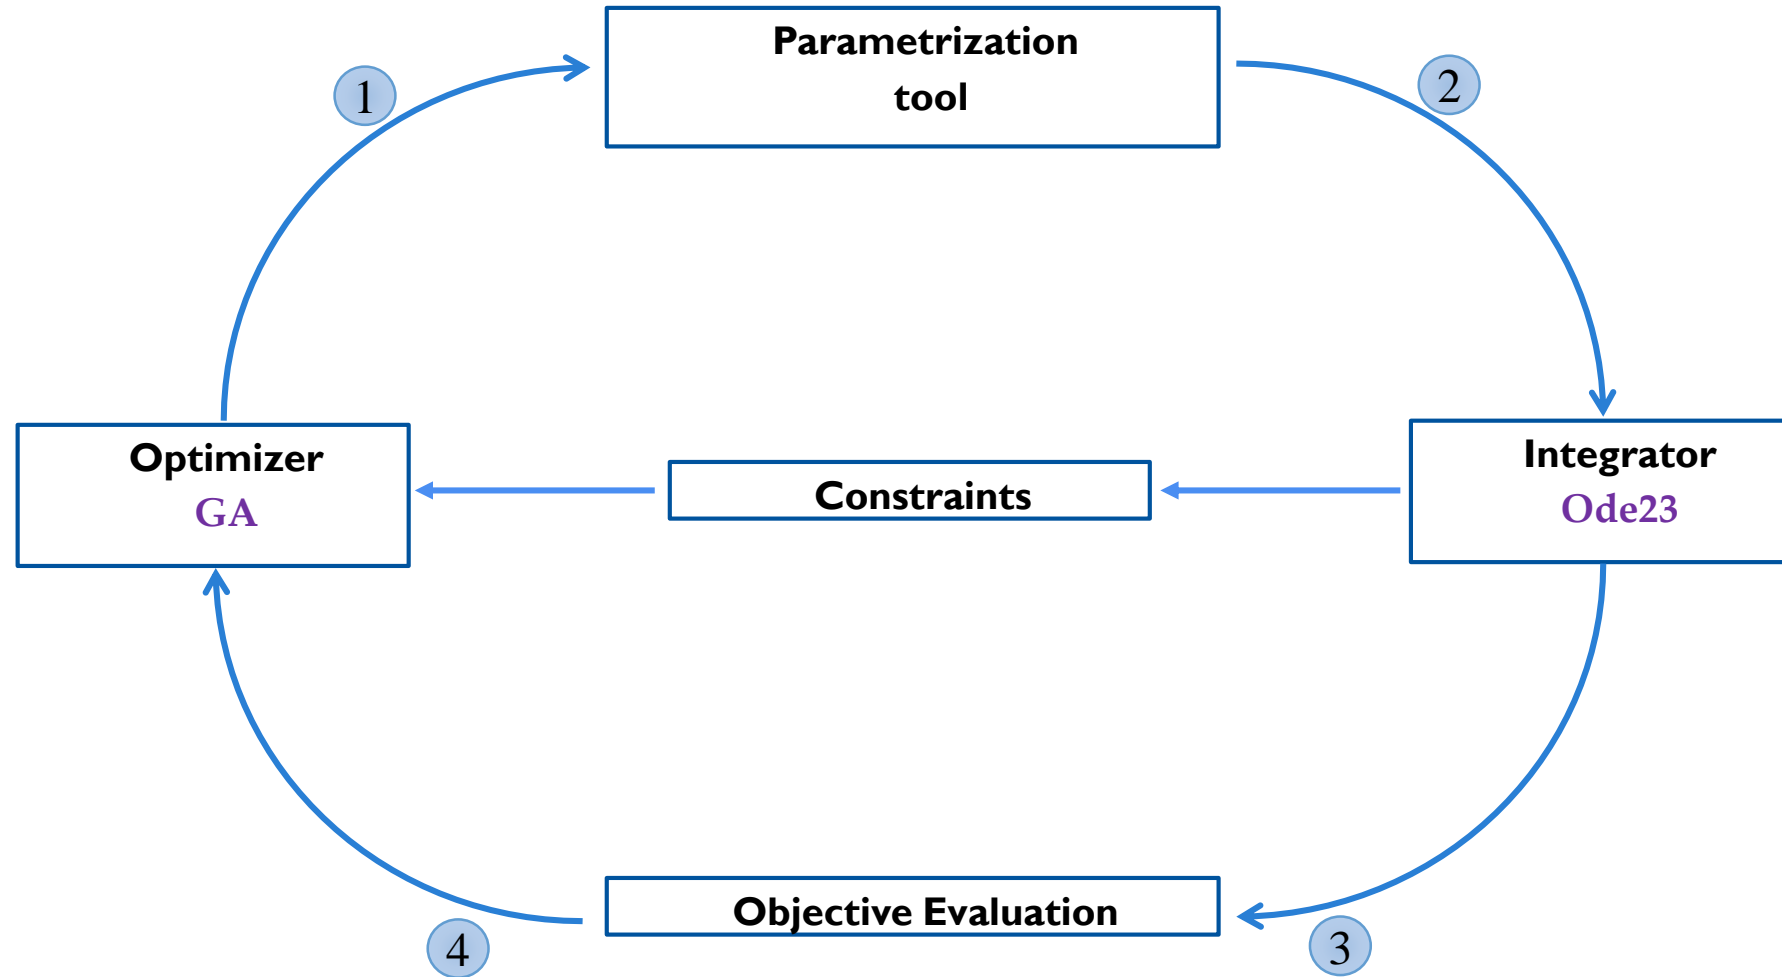 Parametrization
tool
1
2
Optimizer
GA
Constraints
Integrator
Ode23
Objective Evaluation
4
3